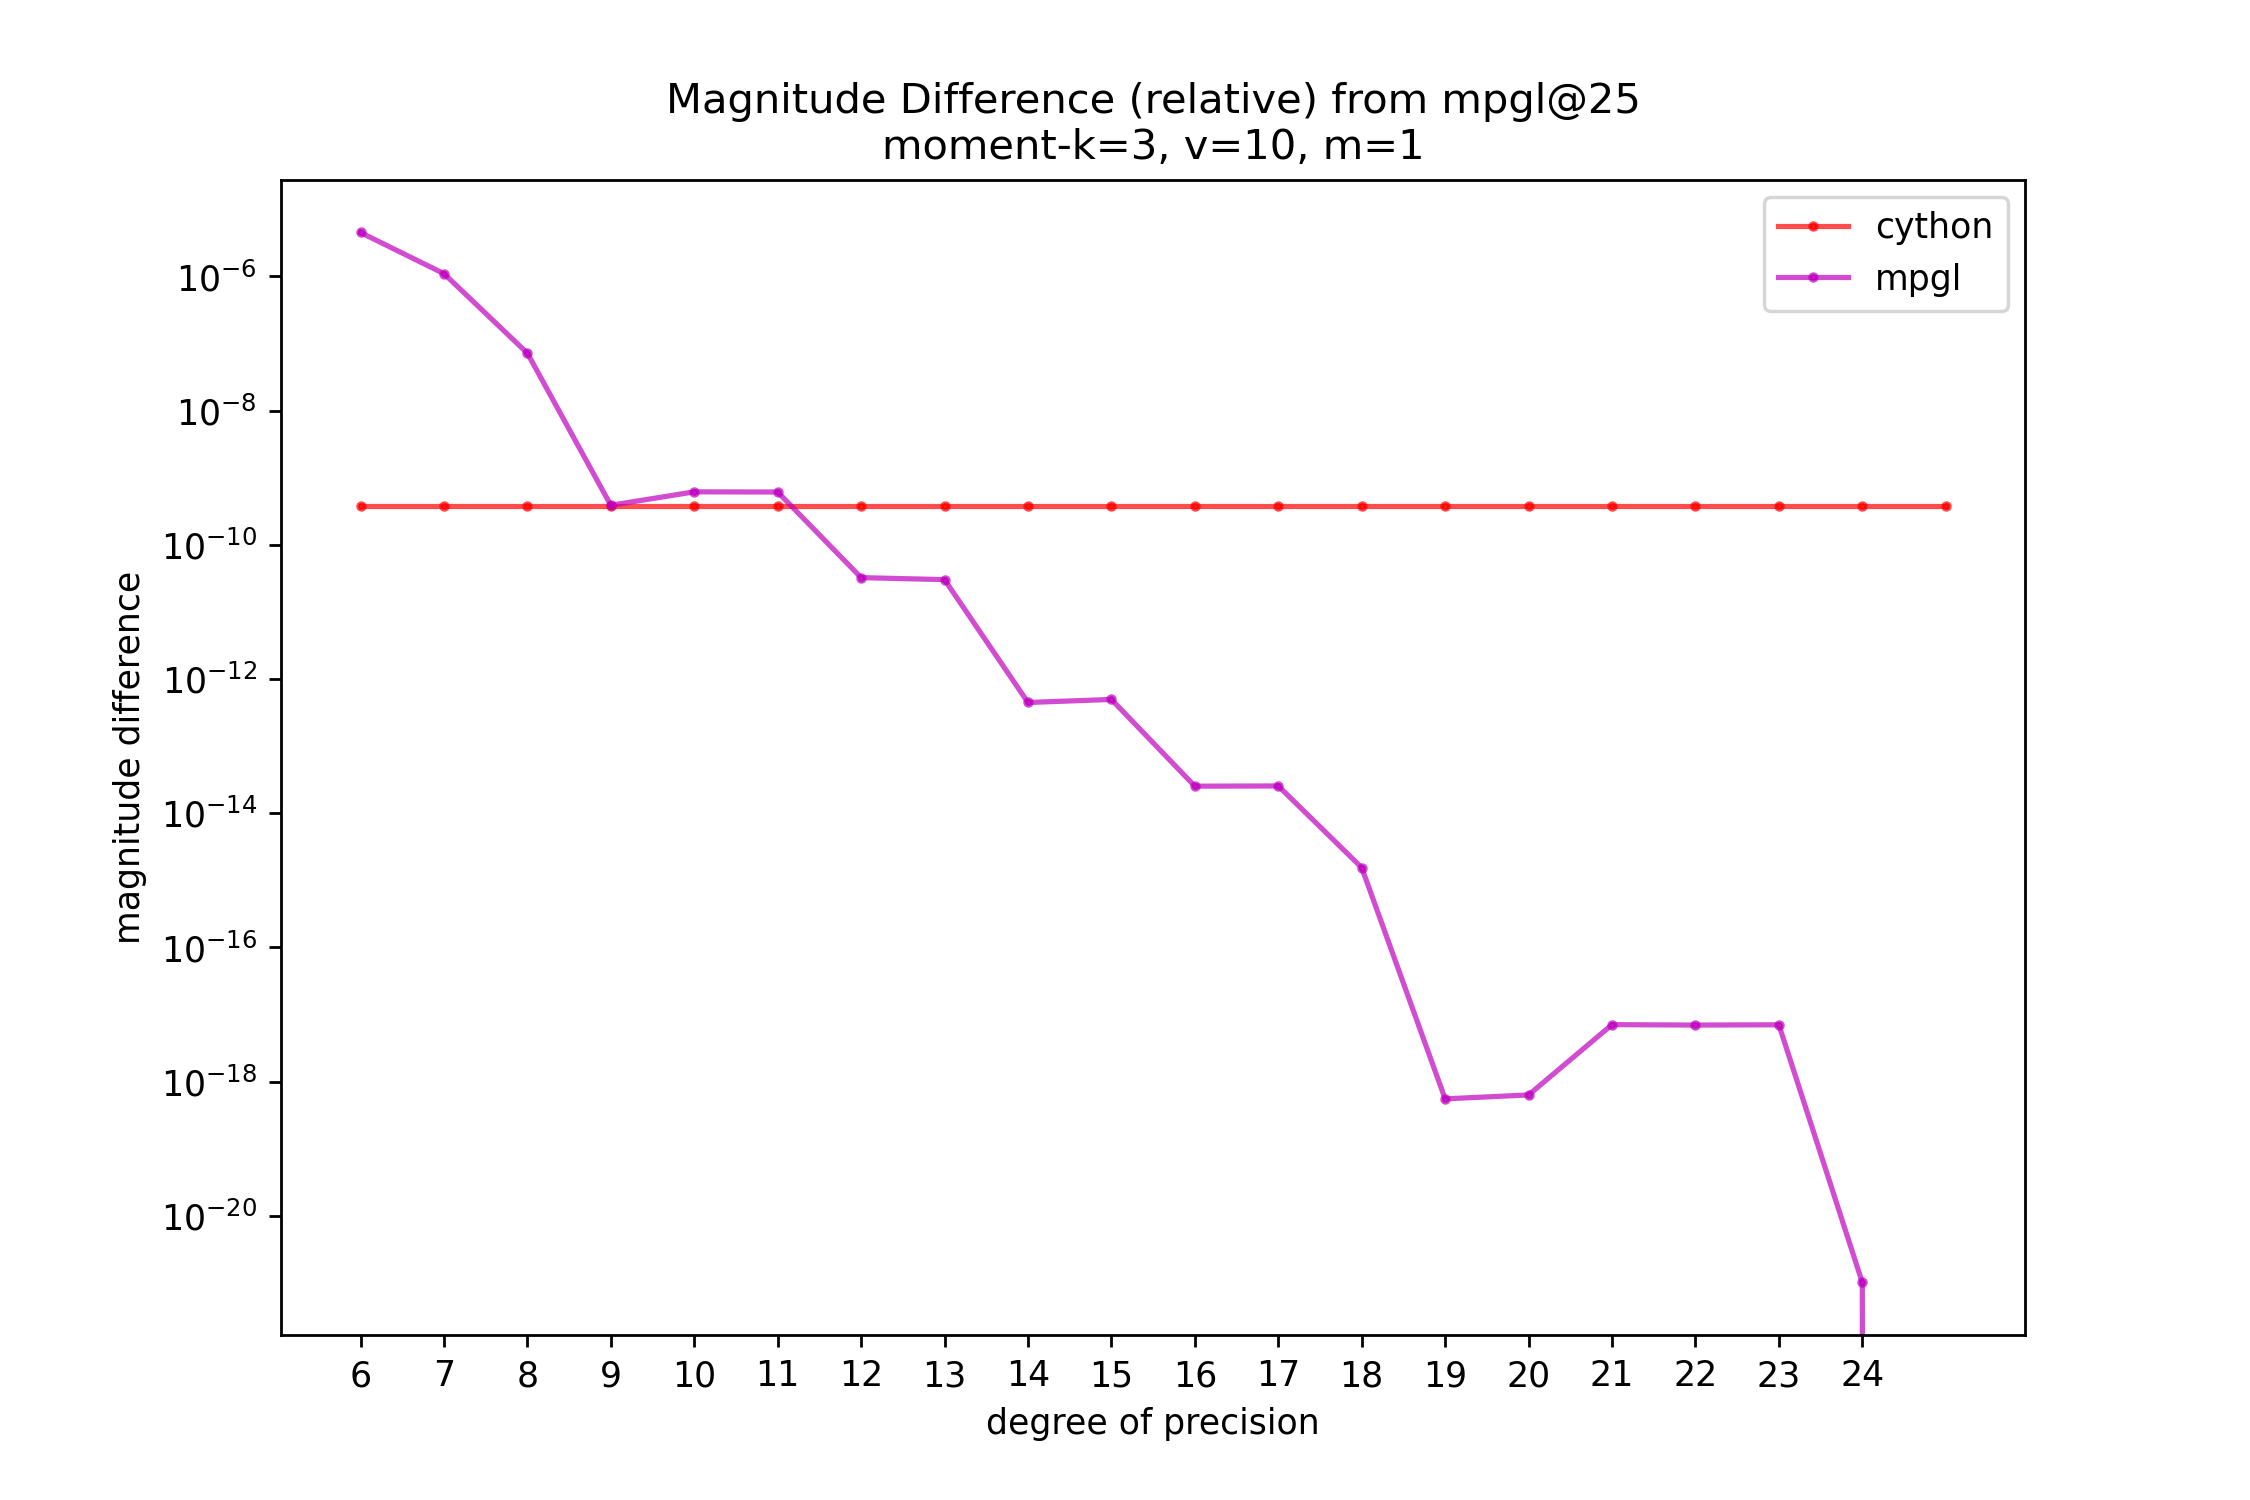 Magnitude Difference (relative) from mpgl@25
moment-k=3, v=10, m=1
cython
mpgl
magnitude difference
10⁻⁶
10⁻⁸
10⁻¹⁰
10⁻¹²
10⁻¹⁴
10⁻¹⁶
10⁻¹⁸
10⁻²⁰
6 7 8 9 10 11 12 13 14 15 16 17 18 19 20 21 22 23 24
degree of precision